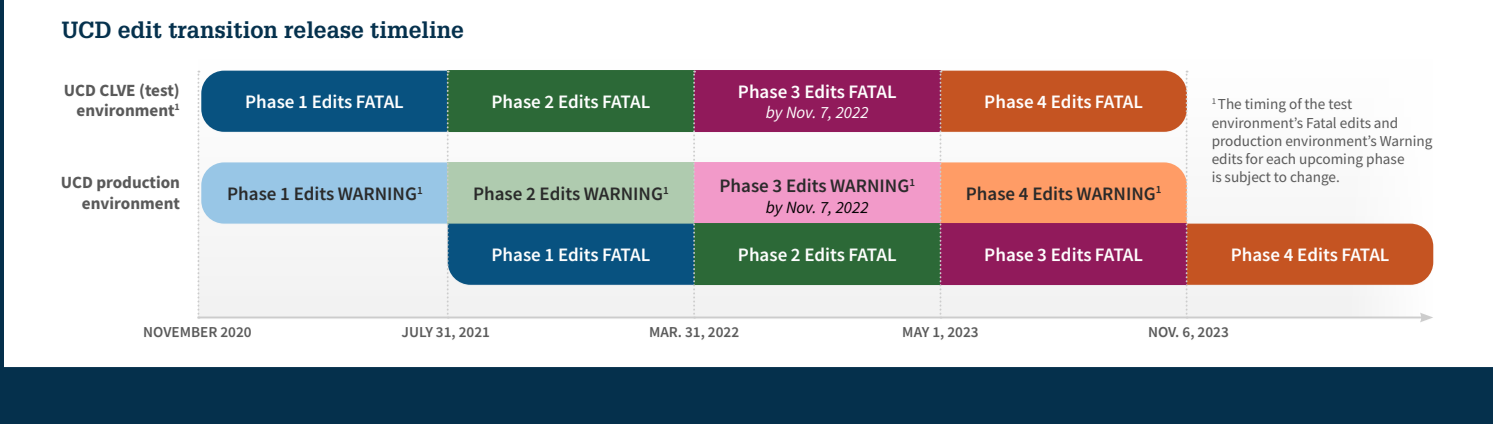 UCD edit transition release timeline
UCD CLVE (test)
environment¹
Phase 1 Edits FATAL
Phase 2 Edits FATAL
Phase 3 Edits FATAL
by Nov. 7, 2022
Phase 4 Edits FATAL
¹ The timing of the test
environment's Fatal edits and
production environment's Warning
edits for each upcoming phase
is subject to change.
UCD production
environment
Phase 1 Edits WARNING¹
Phase 2 Edits WARNING¹
Phase 3 Edits WARNING¹
by Nov. 7, 2022
Phase 4 Edits WARNING¹
Phase 1 Edits FATAL
Phase 2 Edits FATAL
Phase 3 Edits FATAL
Phase 4 Edits FATAL
NOVEMBER 2020
JULY 31, 2021
MAR. 31, 2022
MAY 1, 2023
NOV. 6, 2023